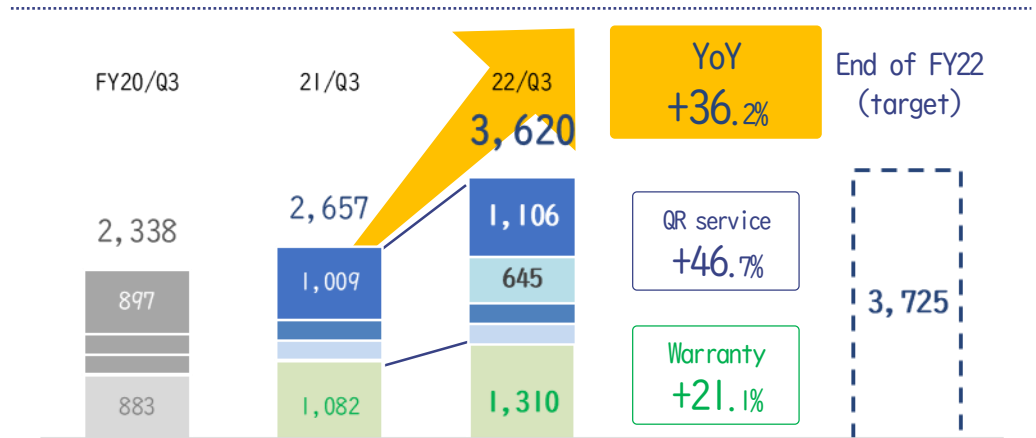 FY20/Q3
21/Q3
22/Q3
YoY
+36.2%
End of FY22
(target)
2,338
2,657
3,620
897
883
1,009
1,082
1,106
645
1,310
QR service
+46.7%
Warranty
+21.1%
3,725